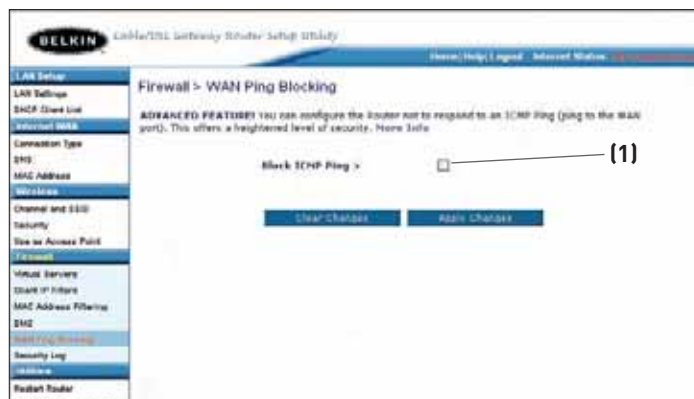 BELKIN Cable/DSL Gateway Router Setup Utility
Home|Help|Logout Internet Status:
LAN Setup
LAN Settings
DHCP Client List
Internet WAN
Connection Type
DNS
MAC Address
Wireless
Channel and SSID
Security
Use as Access Point
Firewall
Virtual Servers
Client IP Filters
MAC Address Filtering
DMZ
WAN Ping Blocking
Security Log
Utilities
Restart Router
Firewall > WAN Ping Blocking
ADVANCED FEATURE! You can configure the Router not to respond to an ICMP Ping (ping to the WAN
port). This offers a heightened level of security. More Info
Block ICMP Ping >
(1)
Clear Changes Apply Changes